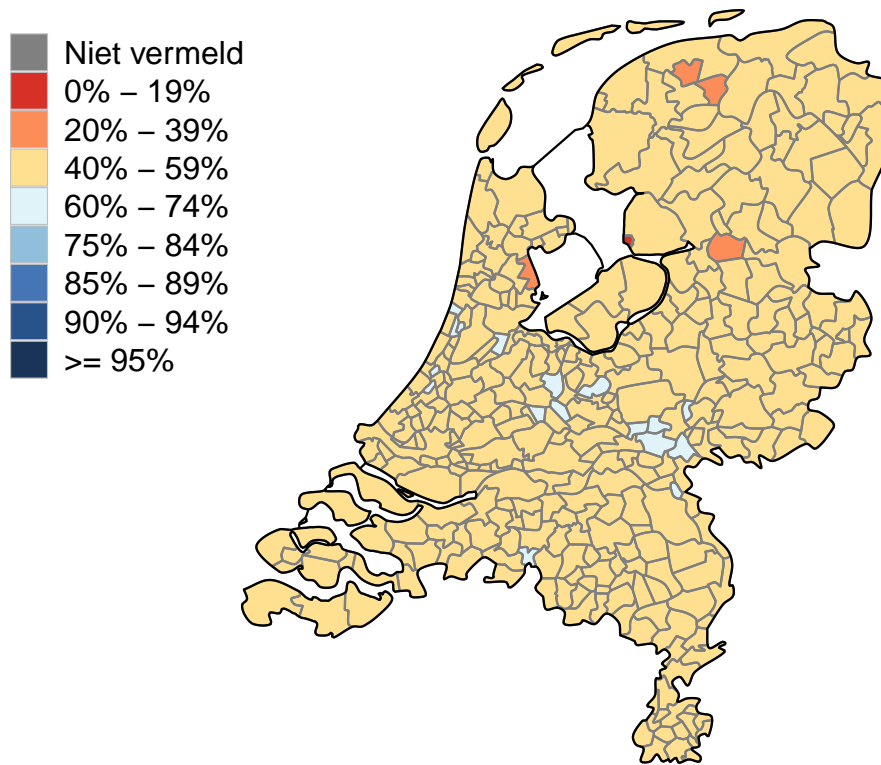 Niet vermeld
0% – 19%
20% – 39%
40% – 59%
60% – 74%
75% – 84%
85% – 89%
90% – 94%
>= 95%